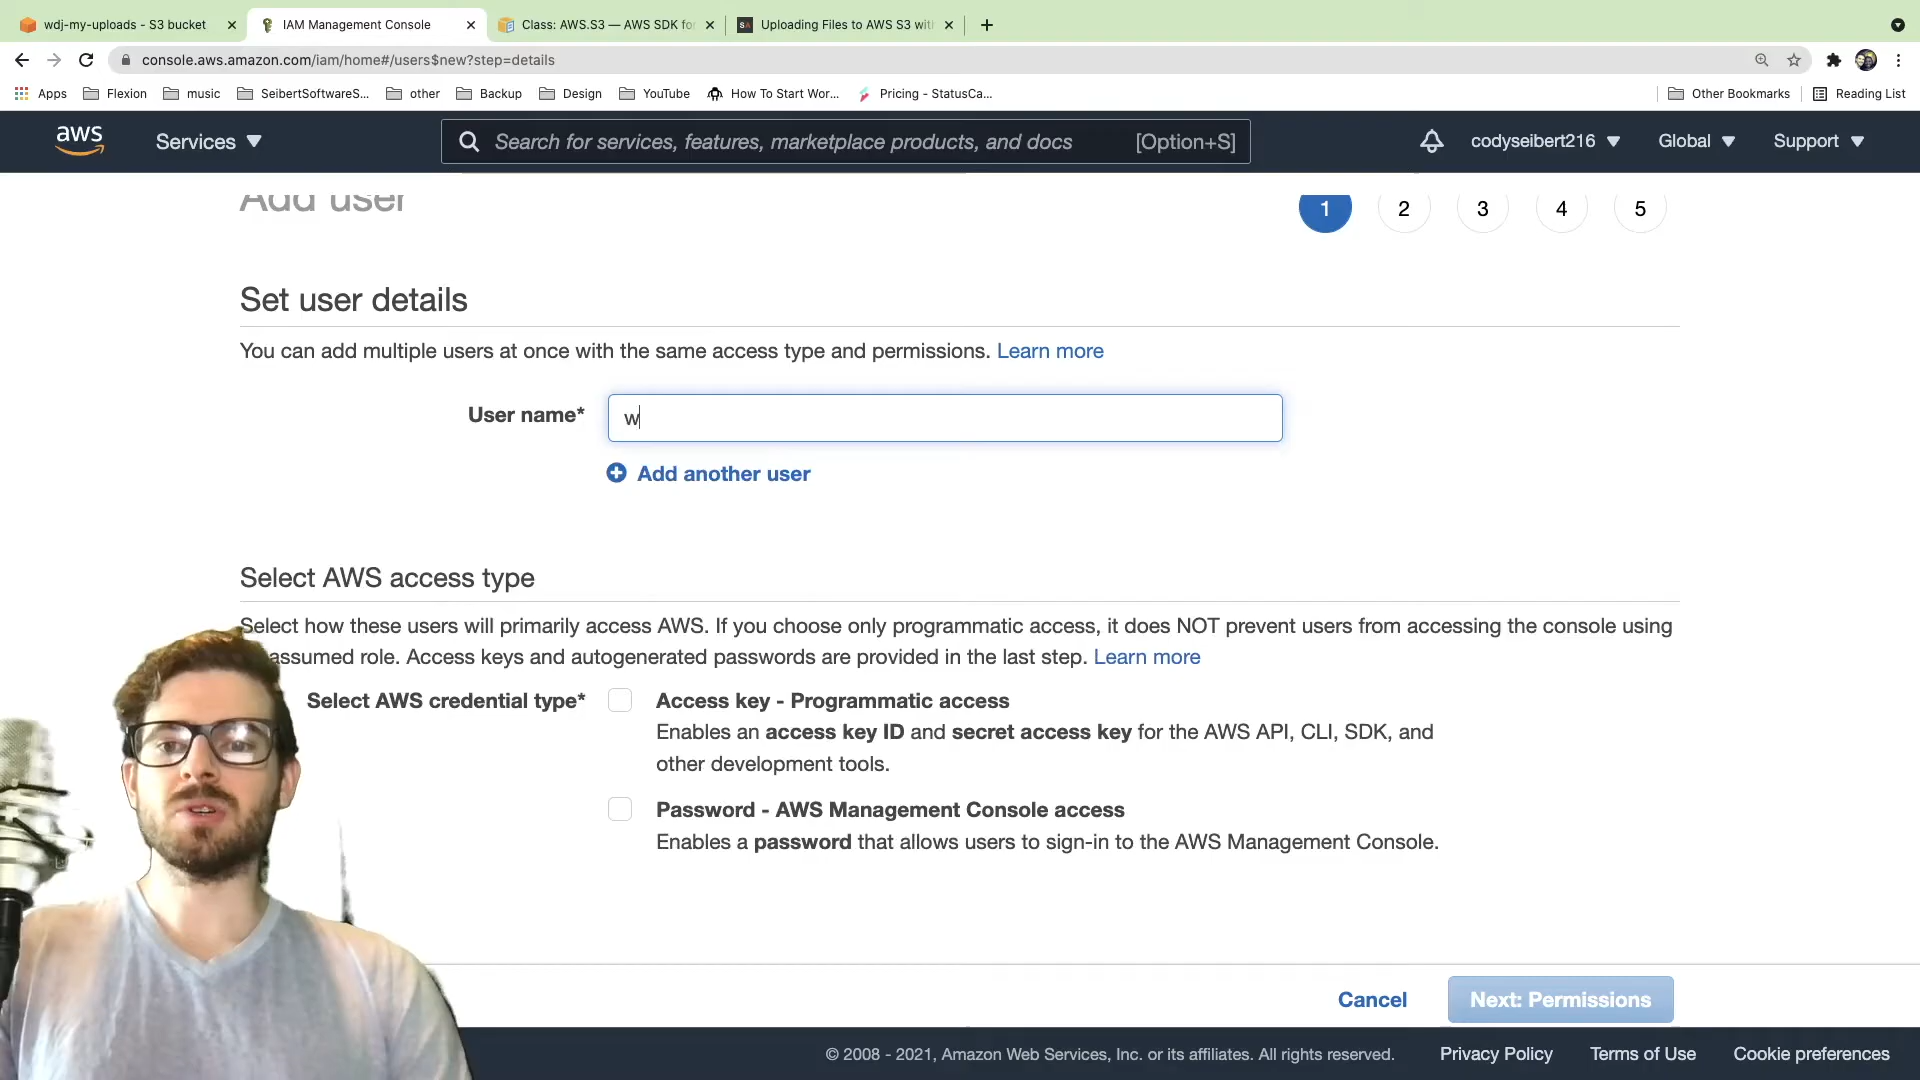 wdj-my-uploads - S3 bucket
IAM Management Console
Class: AWS.S3 — AWS SDK for
Uploading Files to AWS S3 with
console.aws.amazon.com/iam/home#/users$new?step=details
Apps
Flexion
music
SeibertSoftwareS...
other
Backup
Design
YouTube
How To Start Wor...
Pricing - StatusCa...
Other Bookmarks
Reading List
aws
Services
Search for services, features, marketplace products, and docs
[Option+S]
codyseibert216
Global
Support
Add user
1
2
3
4
5
Set user details
You can add multiple users at once with the same access type and permissions. Learn more
User name*
w
Add another user
Select AWS access type
Select how these users will primarily access AWS. If you choose only programmatic access, it does NOT prevent users from accessing the console using
assumed role. Access keys and autogenerated passwords are provided in the last step. Learn more
Select AWS credential type*
Access key - Programmatic access
Enables an access key ID and secret access key for the AWS API, CLI, SDK, and
other development tools.
Password - AWS Management Console access
Enables a password that allows users to sign-in to the AWS Management Console.
Cancel
Next: Permissions
© 2008 - 2021, Amazon Web Services, Inc. or its affiliates. All rights reserved.
Privacy Policy
Terms of Use
Cookie preferences